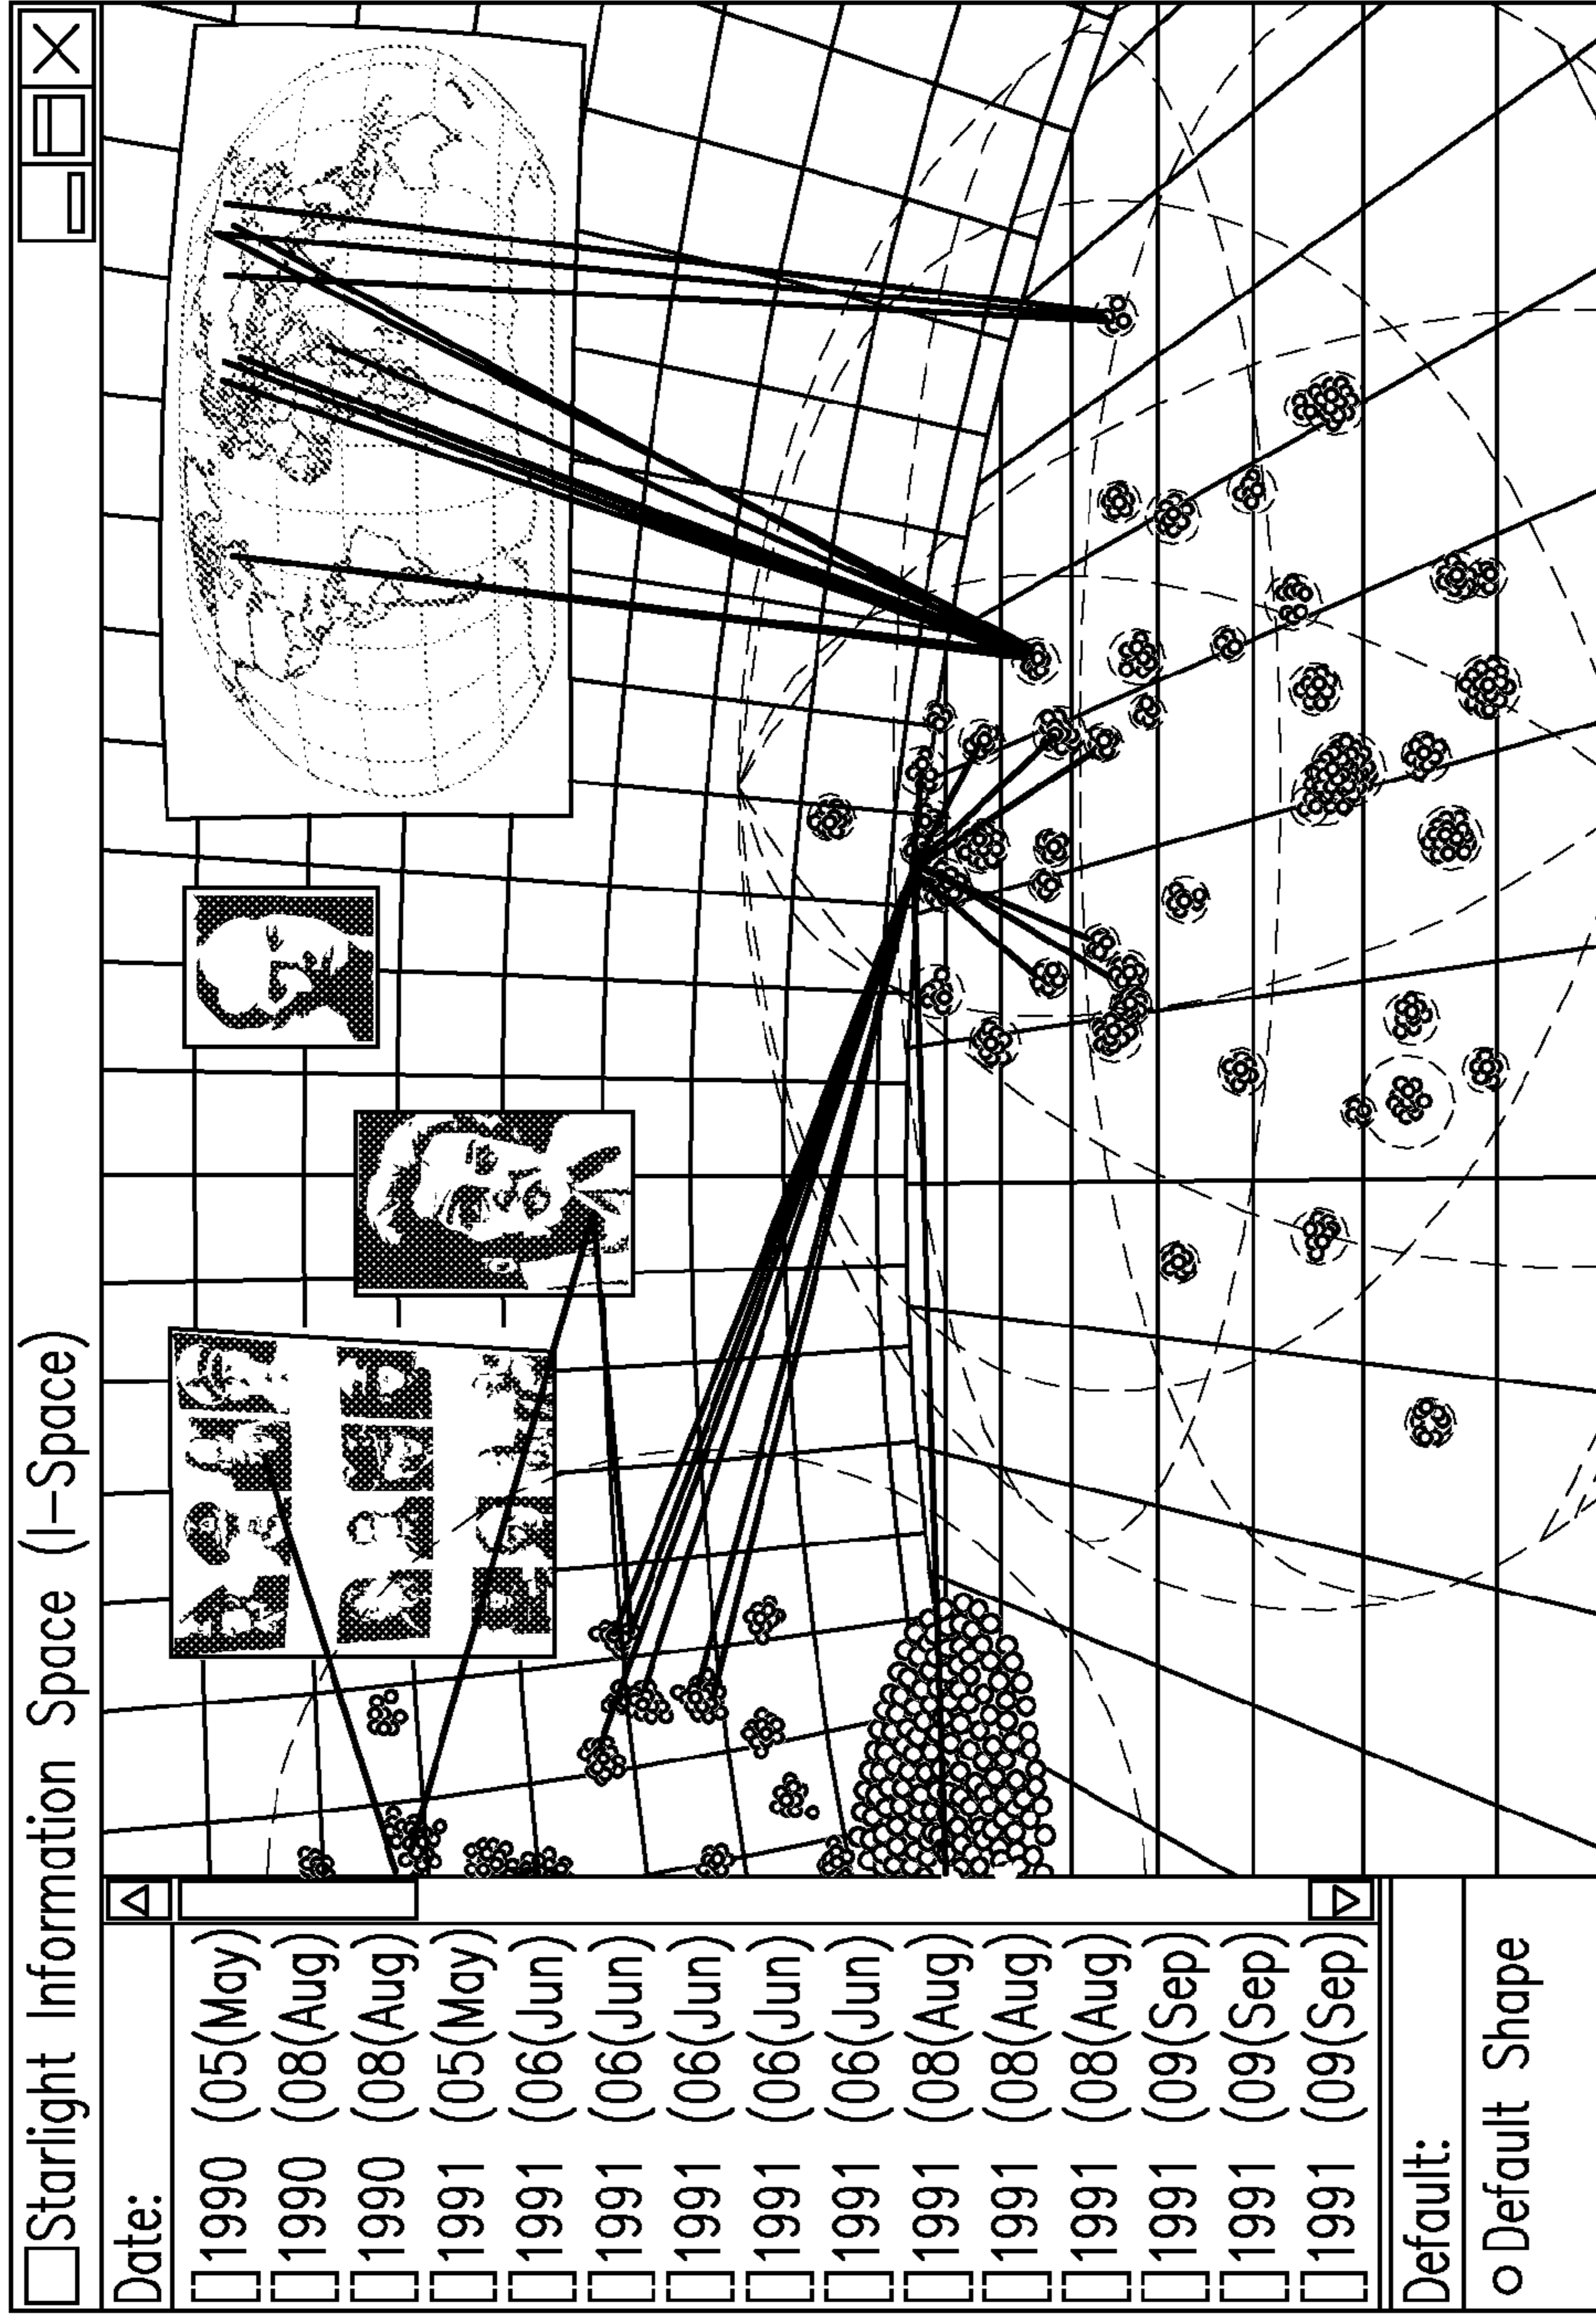 Starlight Information Space (I-Space)
Date:
1990 (05(May)
1990 (08(Aug)
1990 (08(Aug)
1991 (05(May)
1991 (06(Jun)
1991 (06(Jun)
1991 (06(Jun)
1991 (06(Jun)
1991 (06(Jun)
1991 (08(Aug)
1991 (08(Aug)
1991 (08(Aug)
1991 (09(Sep)
1991 (09(Sep)
1991 (09(Sep)
Default:
Default Shape